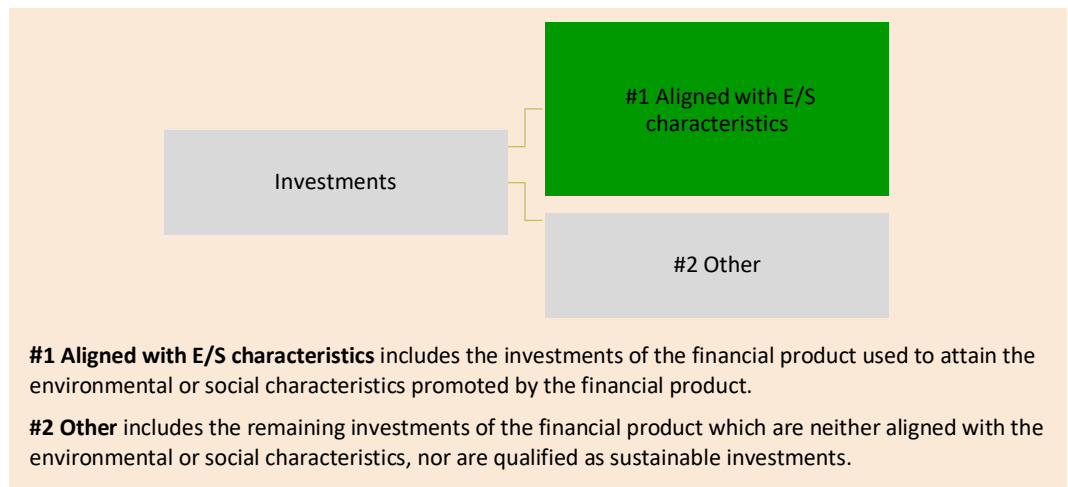 #1 Aligned with E/S
characteristics
Investments
#2 Other
#1 Aligned with E/S characteristics includes the investments of the financial product used to attain the
environmental or social characteristics promoted by the financial product.
#2 Other includes the remaining investments of the financial product which are neither aligned with the
environmental or social characteristics, nor are qualified as sustainable investments.